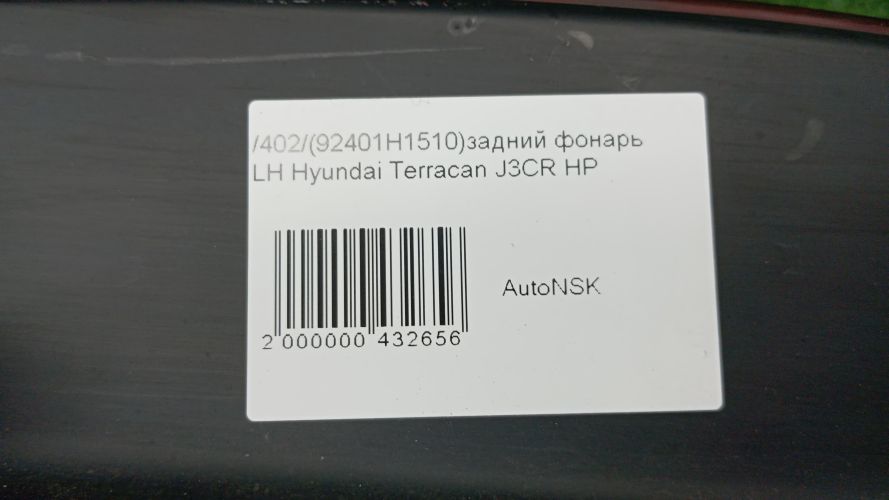 /402/(92401H1510)задний фонарь
LH Hyundai Terracan J3CR HP
AutoNSK
2 000000 432656